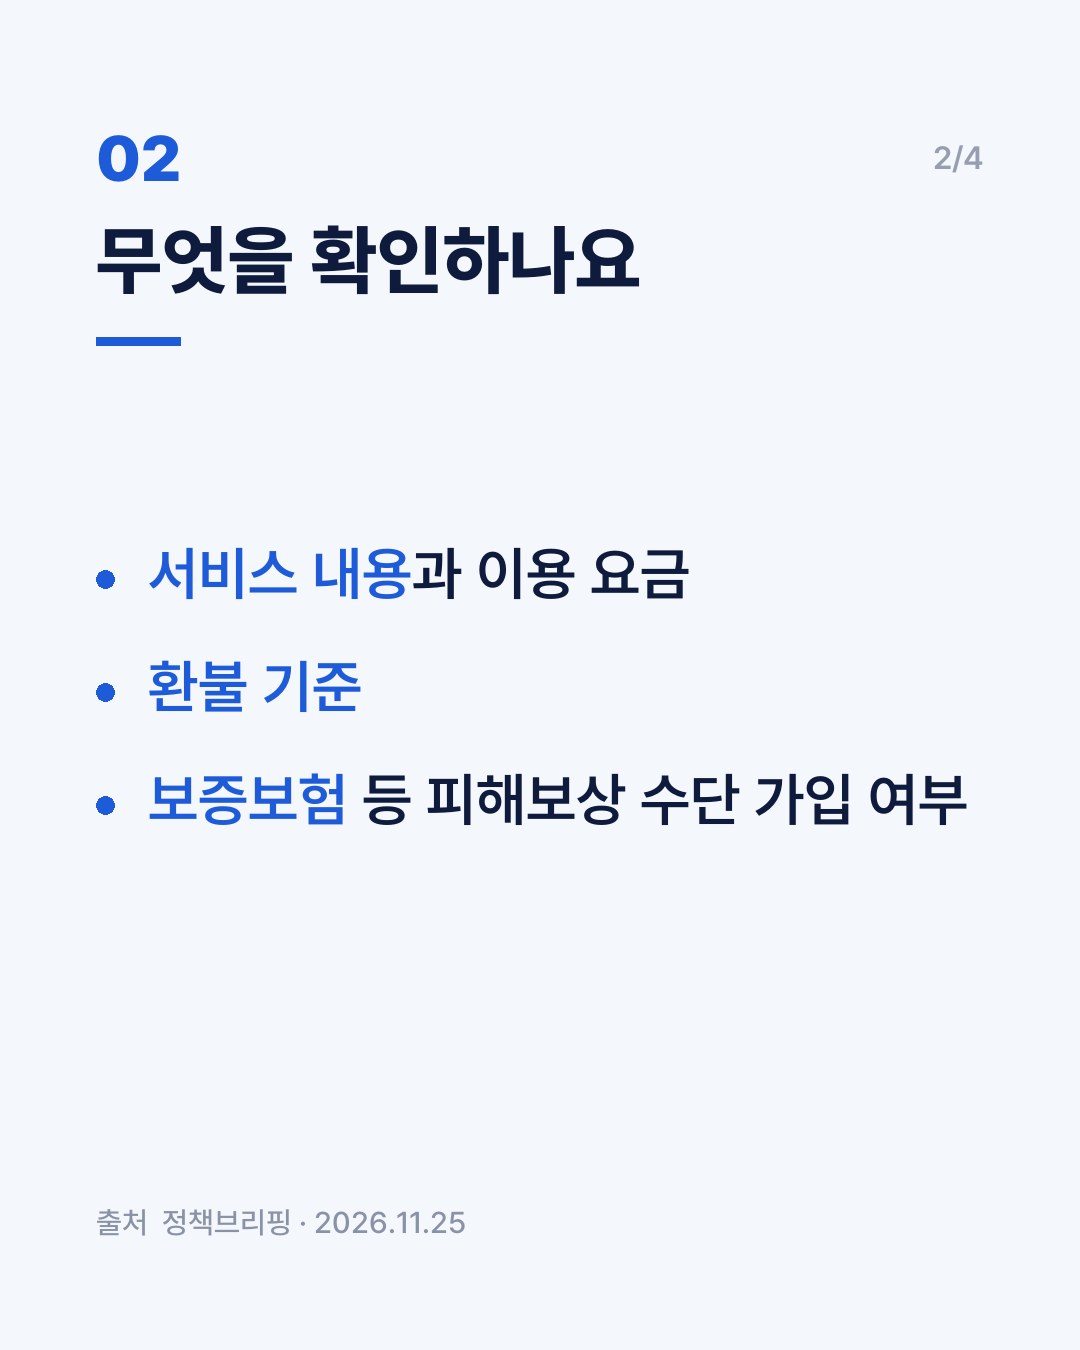 02
2/4
무엇을 확인하나요
서비스 내용과 이용 요금
환불 기준
보증보험 등 피해보상 수단 가입 여부
출처 정책브리핑 · 2026.11.25